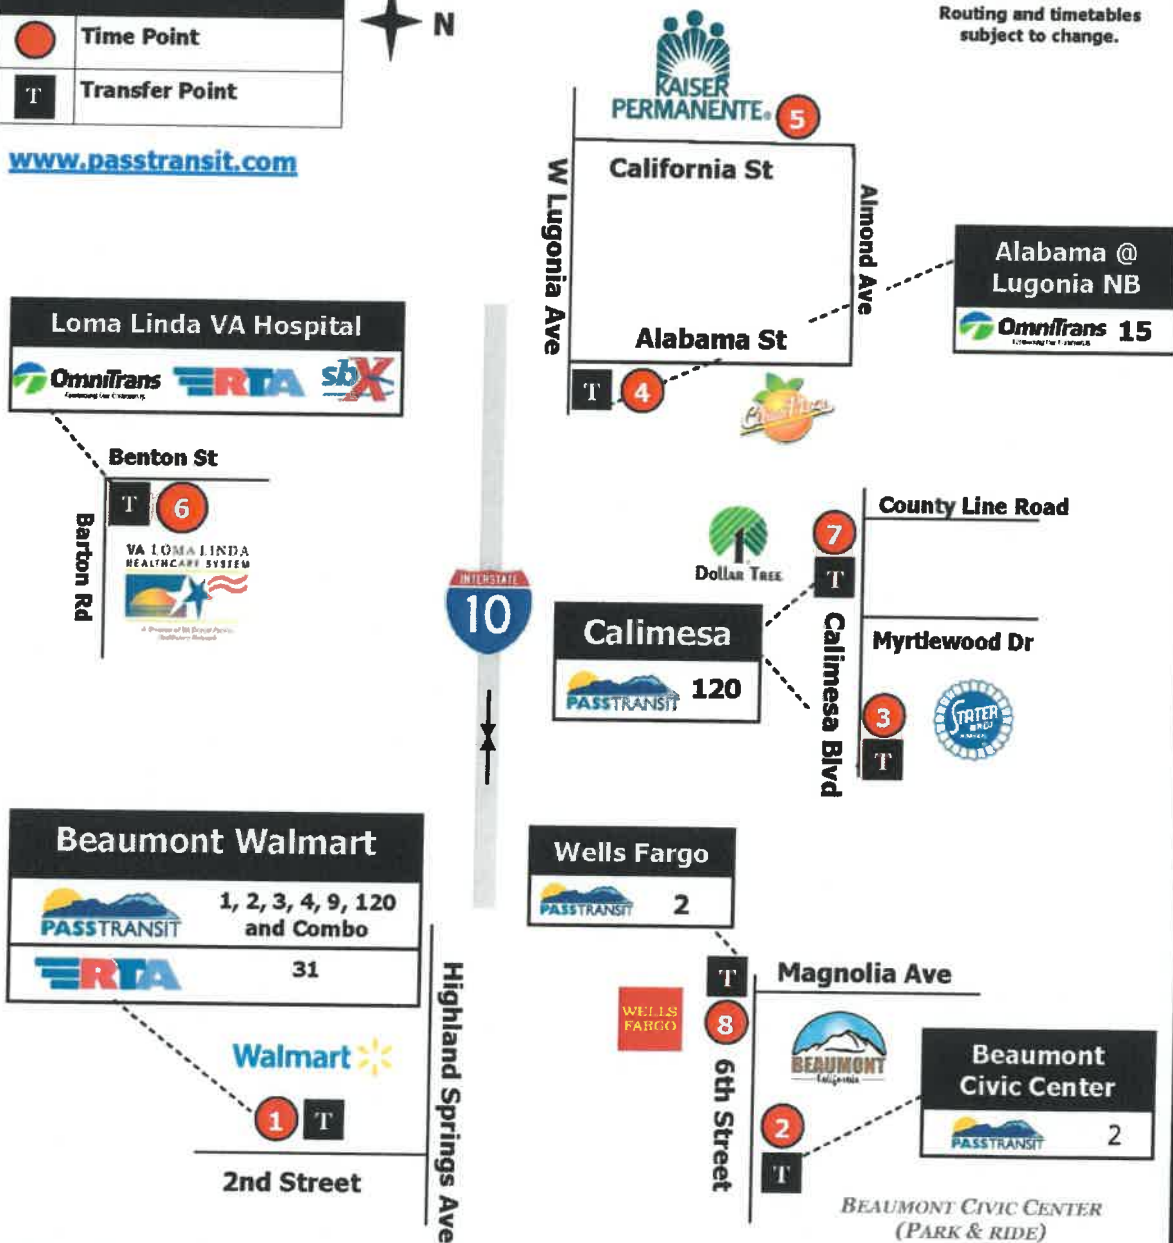 Time Point
T
Transfer Point
N
Routing and timetables
subject to change.
www.passtransit.com
KAISER
PERMANENTE®
5
California St
W Lugonia Ave
Almond Ave
Alabama St
T
4
Alabama @
Lugonia NB
OmniTrans 15
Loma Linda VA Hospital
OmniTrans
RTA
sbX
Benton St
T
6
Barton Rd
VA LOMA LINDA
HEALTHCARE SYSTEM
INTERSTATE
10
County Line Road
7
T
DOLLAR TREE
Calimesa
PASSTRANSIT 120
Calimesa Blvd
Myrtlewood Dr
3
T
STATER
BROS
MARKETS
Beaumont Walmart
PASSTRANSIT
1, 2, 3, 4, 9, 120
and Combo
RTA
31
Walmart
1
T
2nd Street
Highland Springs Ave
Wells Fargo
PASSTRANSIT 2
T
Magnolia Ave
WELLS
FARGO
8
6th Street
BEAUMONT
California
2
T
Beaumont
Civic Center
PASSTRANSIT 2
BEAUMONT CIVIC CENTER
(PARK & RIDE)